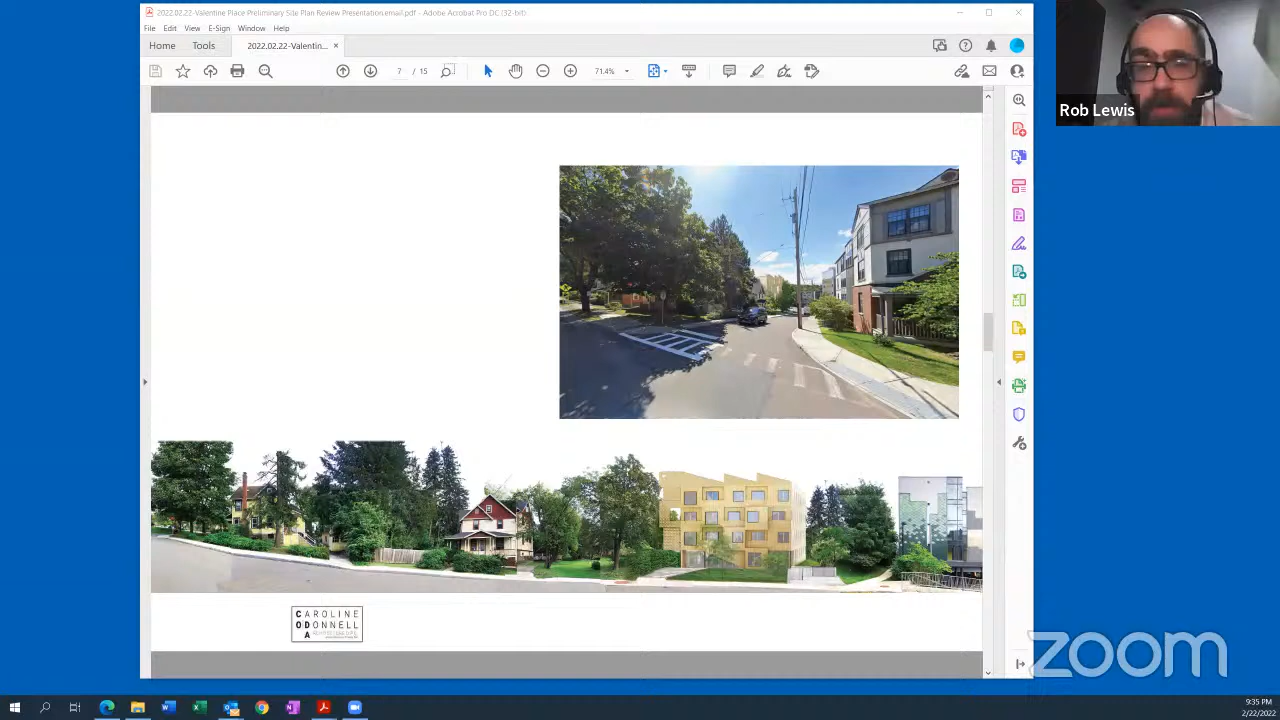 2022.02.22-Valentine Place Preliminary Site Plan Review Presentation.email.pdf - Adobe Acrobat Pro DC (32-bit)
File Edit View E-Sign Window Help
Home Tools 2022.02.22-Valentin... ×
7 / 15 71.4%
Rob Lewis
CAROLINE
ODONNELL
A
zoom
9:35 PM
2/22/2022